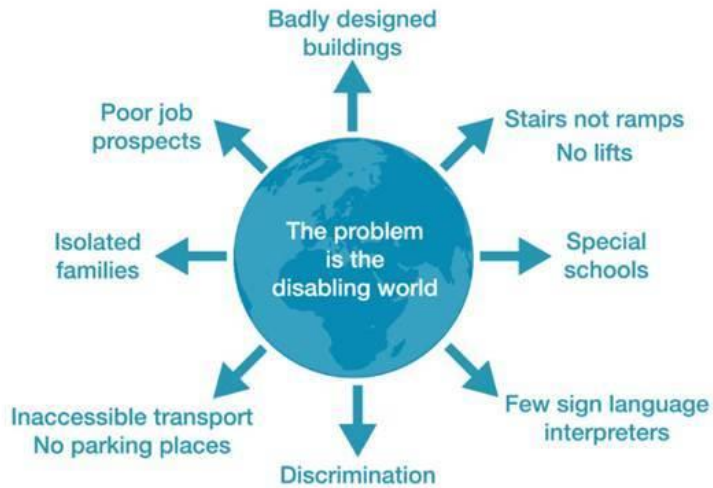 Badly designed
buildings
Stairs not ramps
No lifts
Special
schools
Few sign language
interpreters
Discrimination
Inaccessible transport
No parking places
Isolated
families
Poor job
prospects
The problem
is the
disabling world